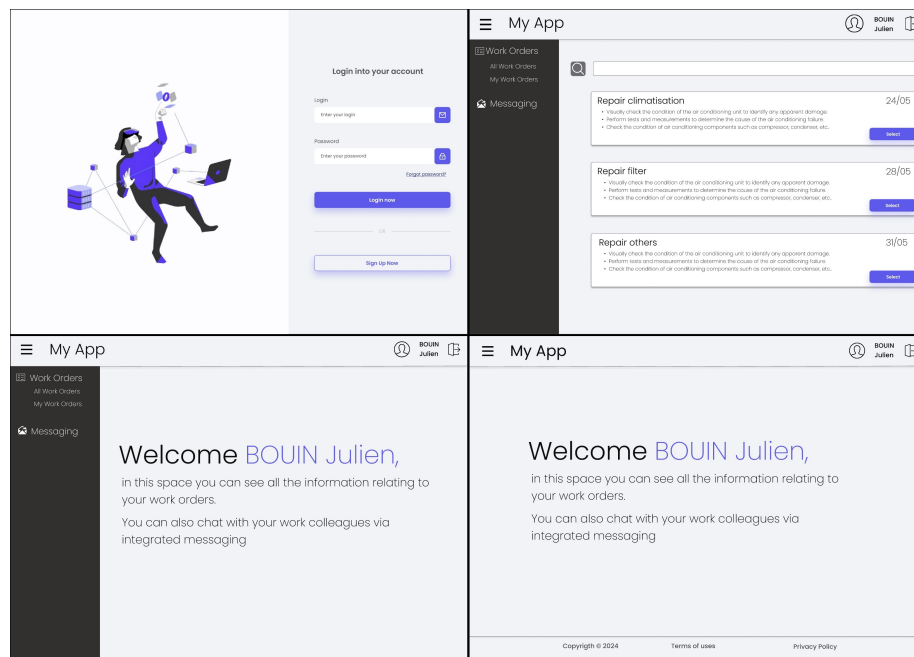 Login into your account
Login
Enter your login
Password
Enter your password
Forgot password?
Login now
OR
Sign Up Now
My App
BOUIN
Julien
Work Orders
All Work Orders
My Work Orders
Messaging
Repair climatisation
24/05
• Visually check the condition of the air conditioning unit to identify any apparent damage.
• Perform tests and measurements to determine the cause of the air conditioning failure.
• Check the condition of air conditioning components such as compressor, condenser, etc..
Select
Repair filter
28/05
• Visually check the condition of the air conditioning unit to identify any apparent damage.
• Perform tests and measurements to determine the cause of the air conditioning failure.
• Check the condition of air conditioning components such as compressor, condenser, etc..
Select
Repair others
31/05
• Visually check the condition of the air conditioning unit to identify any apparent damage.
• Perform tests and measurements to determine the cause of the air conditioning failure.
• Check the condition of air conditioning components such as compressor, condenser, etc..
Select
My App
BOUIN
Julien
Work Orders
All Work Orders
My Work Orders
Messaging
Welcome BOUIN Julien,
in this space you can see all the information relating to
your work orders.
You can also chat with your work colleagues via
integrated messaging
My App
BOUIN
Julien
Welcome BOUIN Julien,
in this space you can see all the information relating to
your work orders.
You can also chat with your work colleagues via
integrated messaging
Copyrigth © 2024
Terms of uses
Privacy Policy